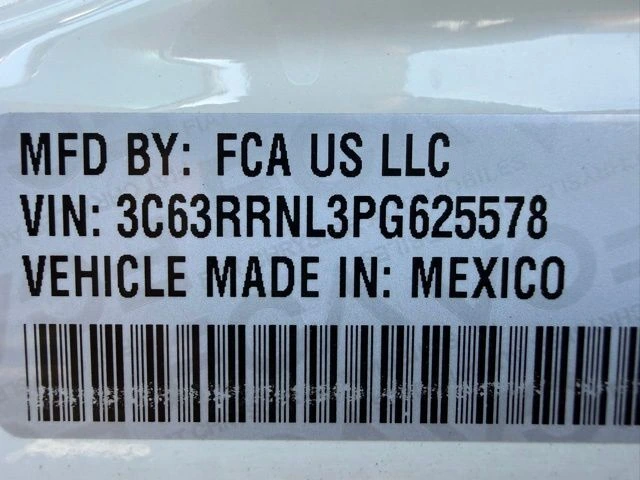 MFD BY: FCA US LLC
VIN: 3C63RRNL3PG625578
VEHICLE MADE IN: MEXICO